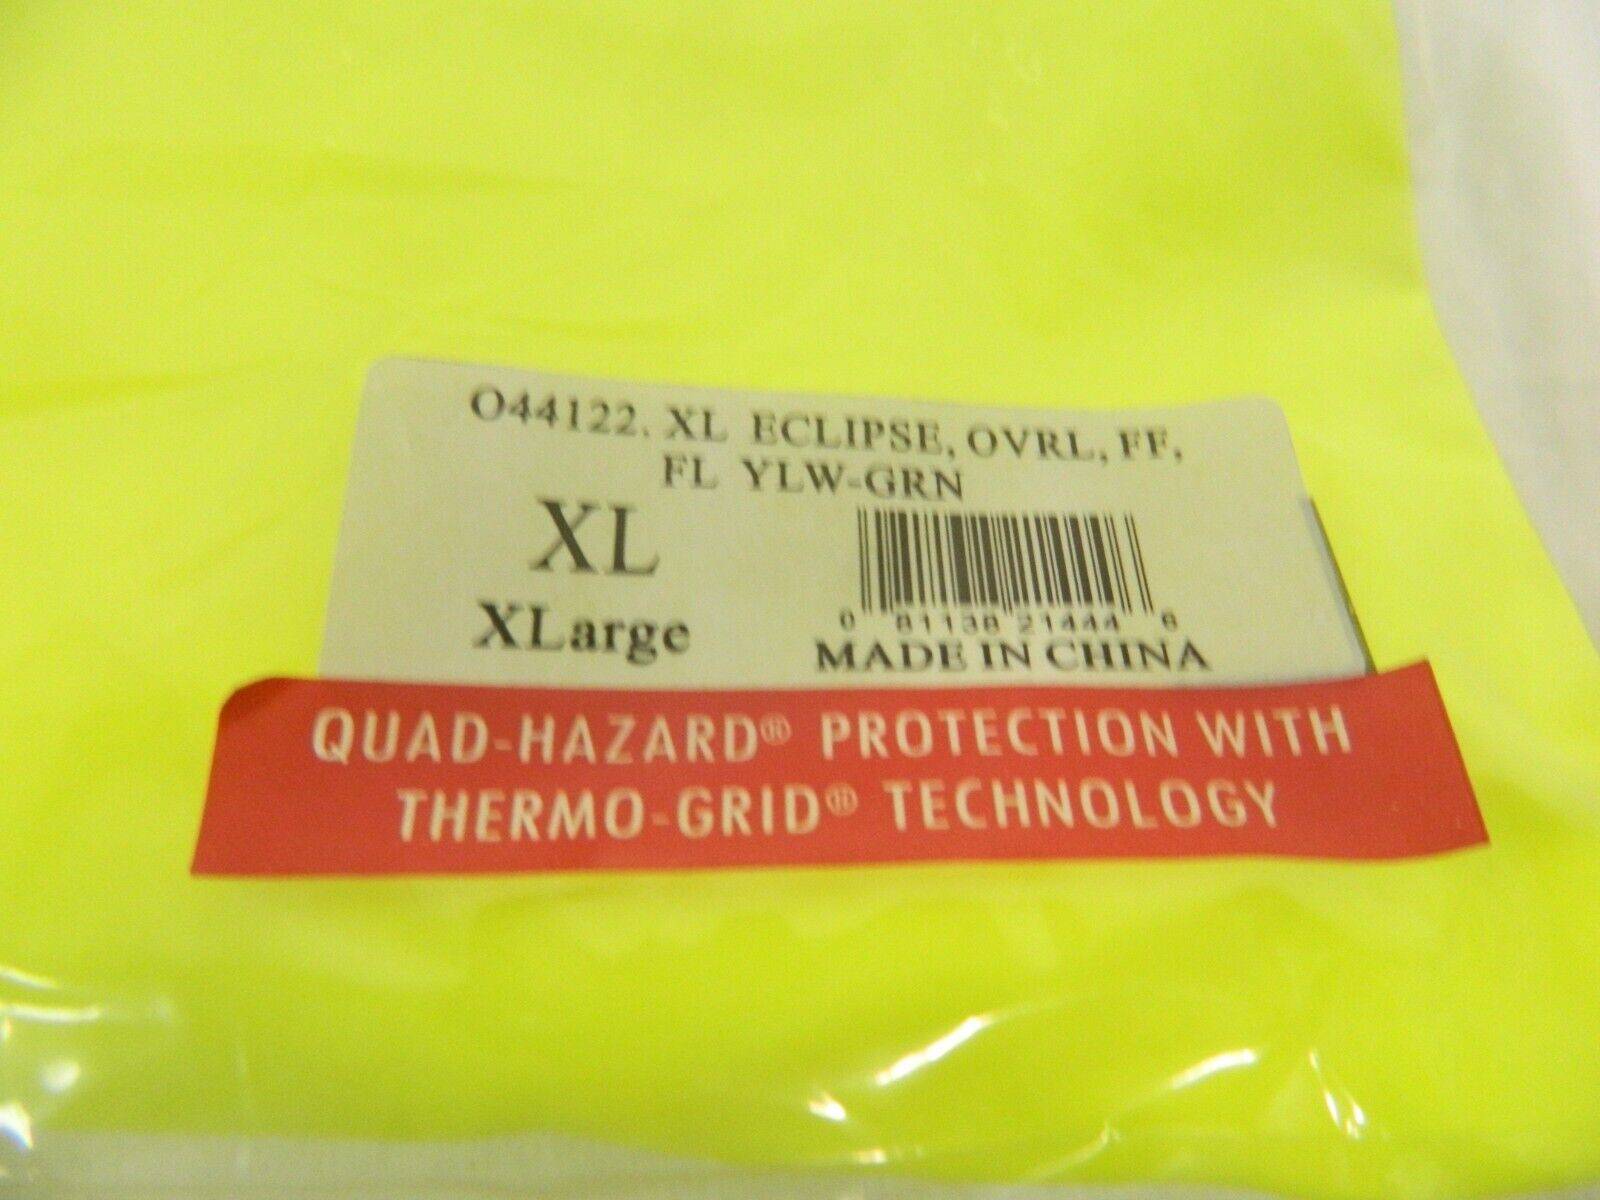 O44122. XL ECLIPSE, OVRL, FF,
FL YLW-GRN
XL
XLarge
0 81138 21444 6
MADE IN CHINA
QUAD-HAZARD® PROTECTION WITH
THERMO-GRID® TECHNOLOGY